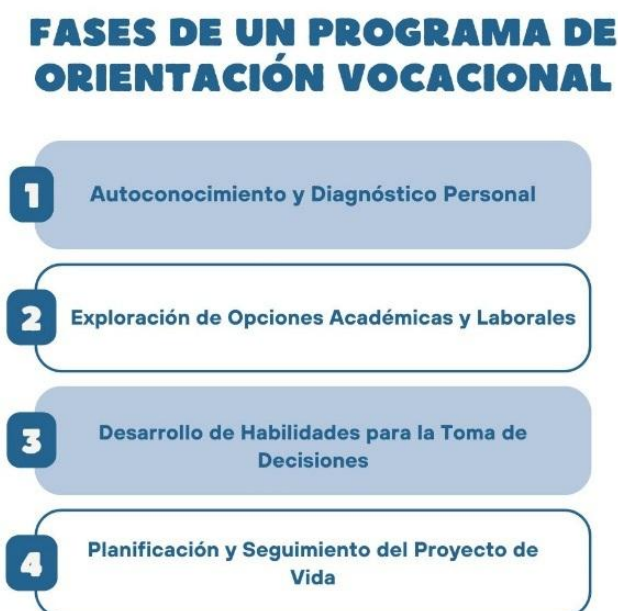 FASES DE UN PROGRAMA DE
ORIENTACIÓN VOCACIONAL
1
Autoconocimiento y Diagnóstico Personal
2
Exploración de Opciones Académicas y Laborales
3
Desarrollo de Habilidades para la Toma de
Decisiones
4
Planificación y Seguimiento del Proyecto de
Vida